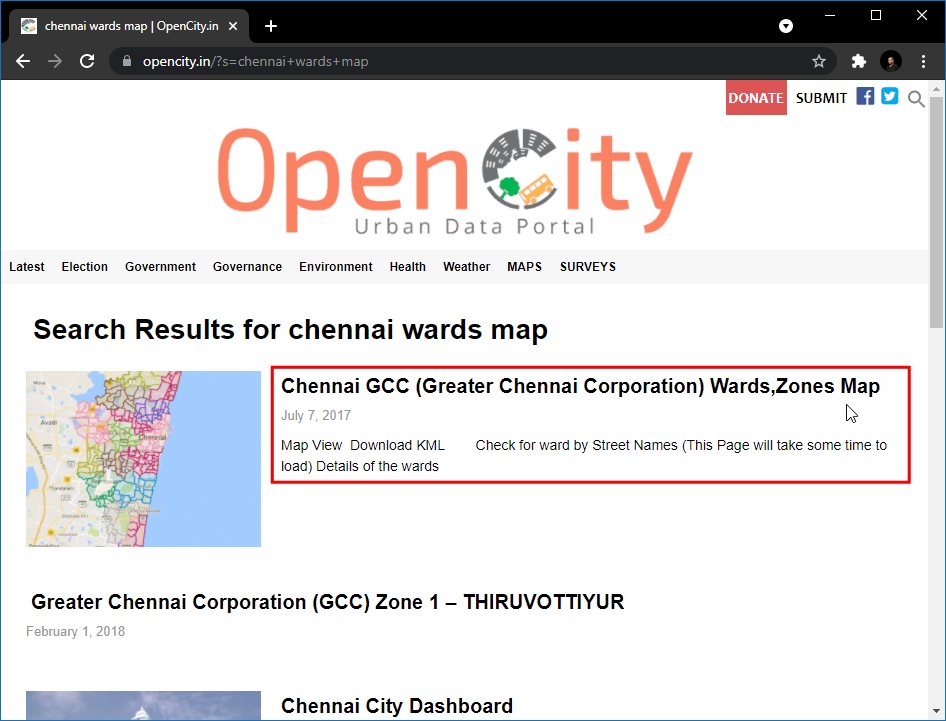 chennai wards map | OpenCity.in
opencity.in/?s=chennai+wards+map
DONATE SUBMIT
OpenCity
Urban Data Portal
Latest Election Government Governance Environment Health Weather MAPS SURVEYS
Search Results for chennai wards map
Chennai GCC (Greater Chennai Corporation) Wards,Zones Map
July 7, 2017
Map View Download KML Check for ward by Street Names (This Page will take some time to
load) Details of the wards
Avadi
Chennai
Greater Chennai Corporation (GCC) Zone 1 – THIRUVOTTIYUR
February 1, 2018
Chennai City Dashboard